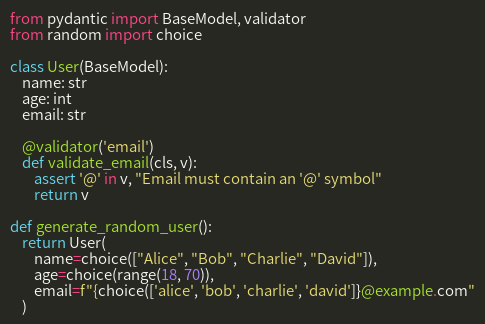 from pydantic import BaseModel, validator
from random import choice

class User(BaseModel):
    name: str
    age: int
    email: str

    @validator('email')
    def validate_email(cls, v):
        assert '@' in v, "Email must contain an '@' symbol"
        return v

def generate_random_user():
    return User(
        name=choice(["Alice", "Bob", "Charlie", "David"]),
        age=choice(range(18, 70)),
        email=f"{choice(['alice', 'bob', 'charlie', 'david']}@example.com"
    )